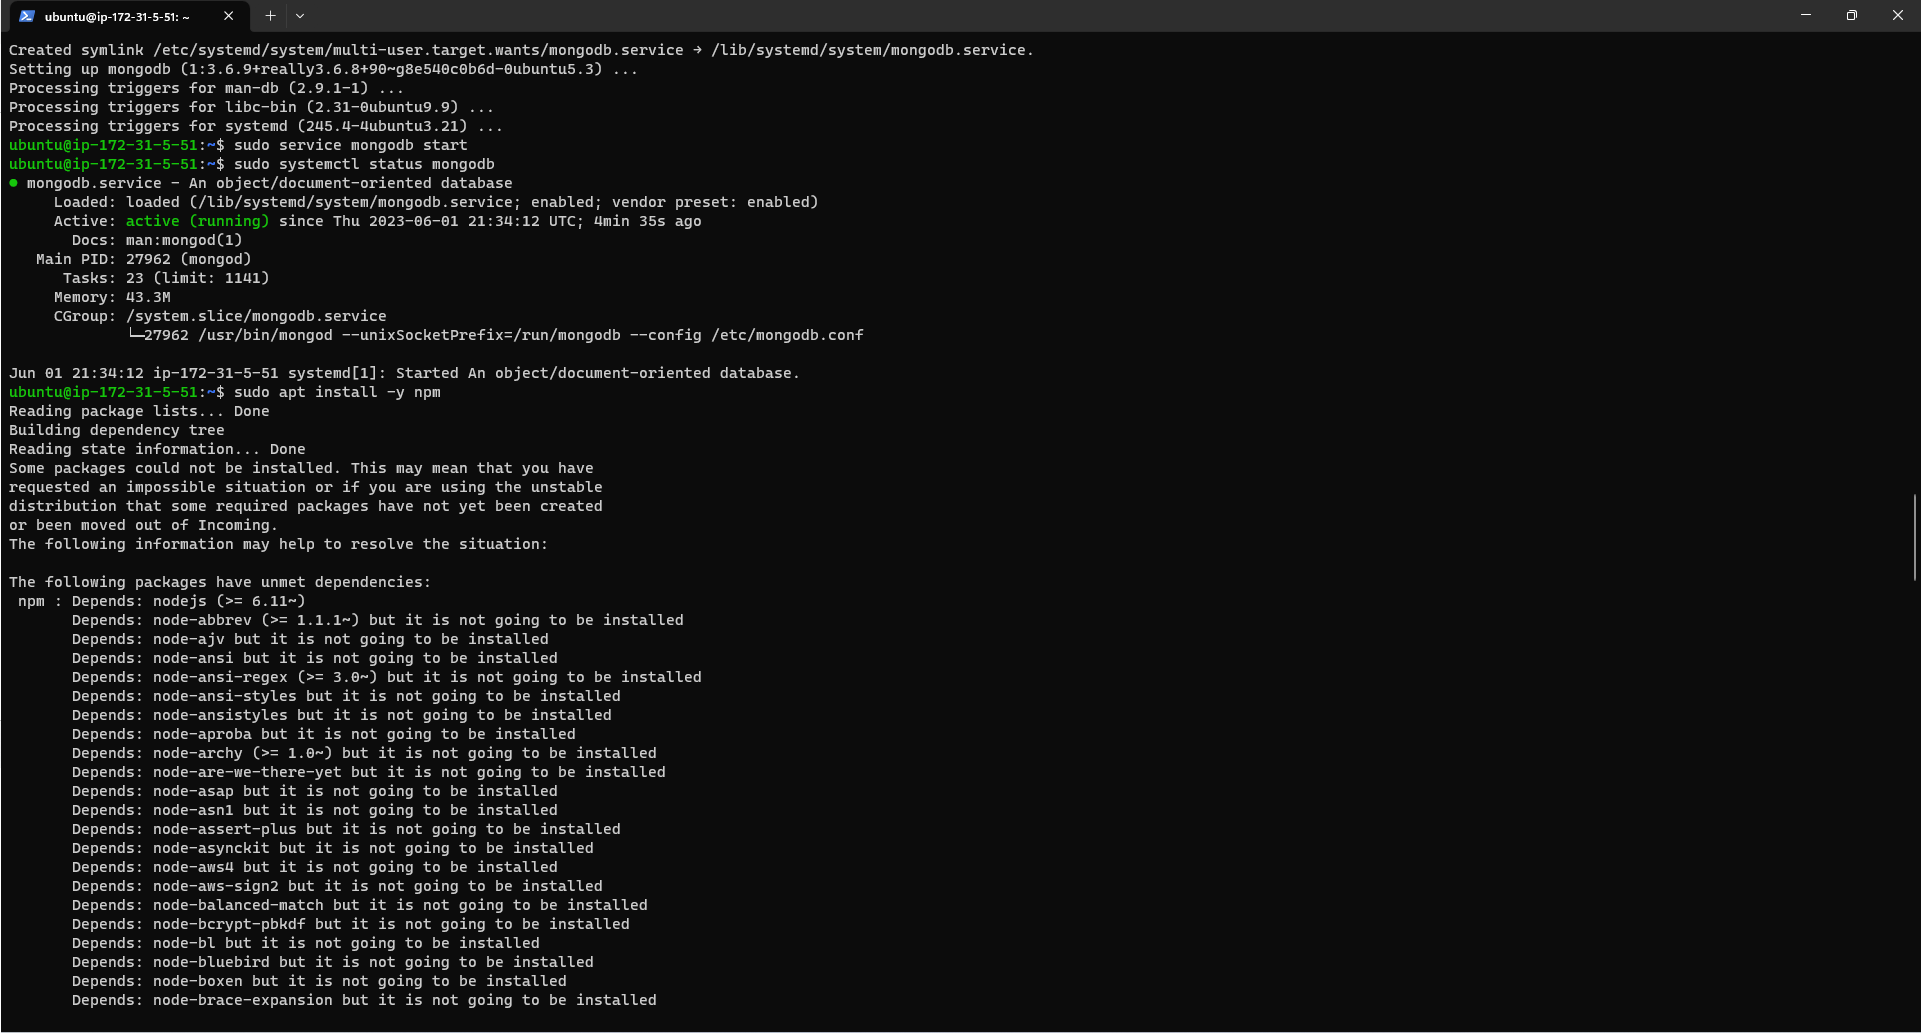 ubuntu@ip-172-31-5-51: ~
Created symlink /etc/systemd/system/multi-user.target.wants/mongodb.service → /lib/systemd/system/mongodb.service.
Setting up mongodb (1:3.6.9+really3.6.8+90~g8e540c0b6d-0ubuntu5.3) ...
Processing triggers for man-db (2.9.1-1) ...
Processing triggers for libc-bin (2.31-0ubuntu9.9) ...
Processing triggers for systemd (245.4-4ubuntu3.21) ...
ubuntu@ip-172-31-5-51:~$ sudo service mongodb start
ubuntu@ip-172-31-5-51:~$ sudo systemctl status mongodb
● mongodb.service - An object/document-oriented database
     Loaded: loaded (/lib/systemd/system/mongodb.service; enabled; vendor preset: enabled)
     Active: active (running) since Thu 2023-06-01 21:34:12 UTC; 4min 35s ago
       Docs: man:mongod(1)
   Main PID: 27962 (mongod)
      Tasks: 23 (limit: 1141)
     Memory: 43.3M
     CGroup: /system.slice/mongodb.service
             └─27962 /usr/bin/mongod --unixSocketPrefix=/run/mongodb --config /etc/mongodb.conf
Jun 01 21:34:12 ip-172-31-5-51 systemd[1]: Started An object/document-oriented database.
ubuntu@ip-172-31-5-51:~$ sudo apt install -y npm
Reading package lists... Done
Building dependency tree
Reading state information... Done
Some packages could not be installed. This may mean that you have
requested an impossible situation or if you are using the unstable
distribution that some required packages have not yet been created
or been moved out of Incoming.
The following information may help to resolve the situation:
The following packages have unmet dependencies:
 npm : Depends: nodejs (>= 6.11~)
       Depends: node-abbrev (>= 1.1.1~) but it is not going to be installed
       Depends: node-ajv but it is not going to be installed
       Depends: node-ansi but it is not going to be installed
       Depends: node-ansi-regex (>= 3.0~) but it is not going to be installed
       Depends: node-ansi-styles but it is not going to be installed
       Depends: node-ansistyles but it is not going to be installed
       Depends: node-aproba but it is not going to be installed
       Depends: node-archy (>= 1.0~) but it is not going to be installed
       Depends: node-are-we-there-yet but it is not going to be installed
       Depends: node-asap but it is not going to be installed
       Depends: node-asn1 but it is not going to be installed
       Depends: node-assert-plus but it is not going to be installed
       Depends: node-asynckit but it is not going to be installed
       Depends: node-aws4 but it is not going to be installed
       Depends: node-aws-sign2 but it is not going to be installed
       Depends: node-balanced-match but it is not going to be installed
       Depends: node-bcrypt-pbkdf but it is not going to be installed
       Depends: node-bl but it is not going to be installed
       Depends: node-bluebird but it is not going to be installed
       Depends: node-boxen but it is not going to be installed
       Depends: node-brace-expansion but it is not going to be installed